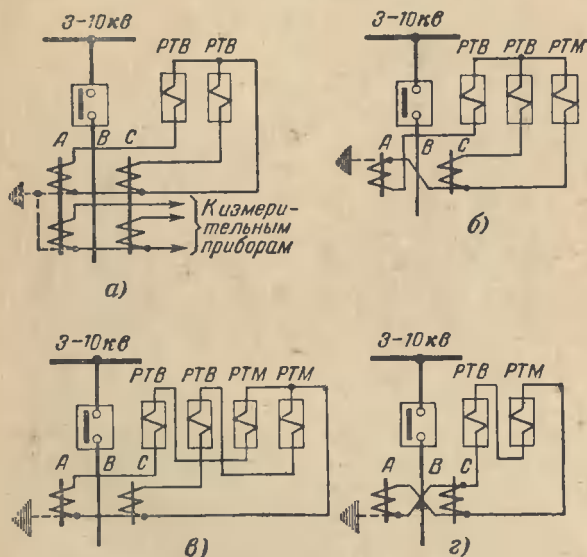 3-10кв
РТВ РТВ
А В С
К измери-
тельным
приборам
а)
3-10кв
РТВ РТВ РТМ
А В С
б)
3-10кв
РТВ РТВ РТМ РТМ
А В С
в)
3-10кв
РТВ РТМ
А В С
г)